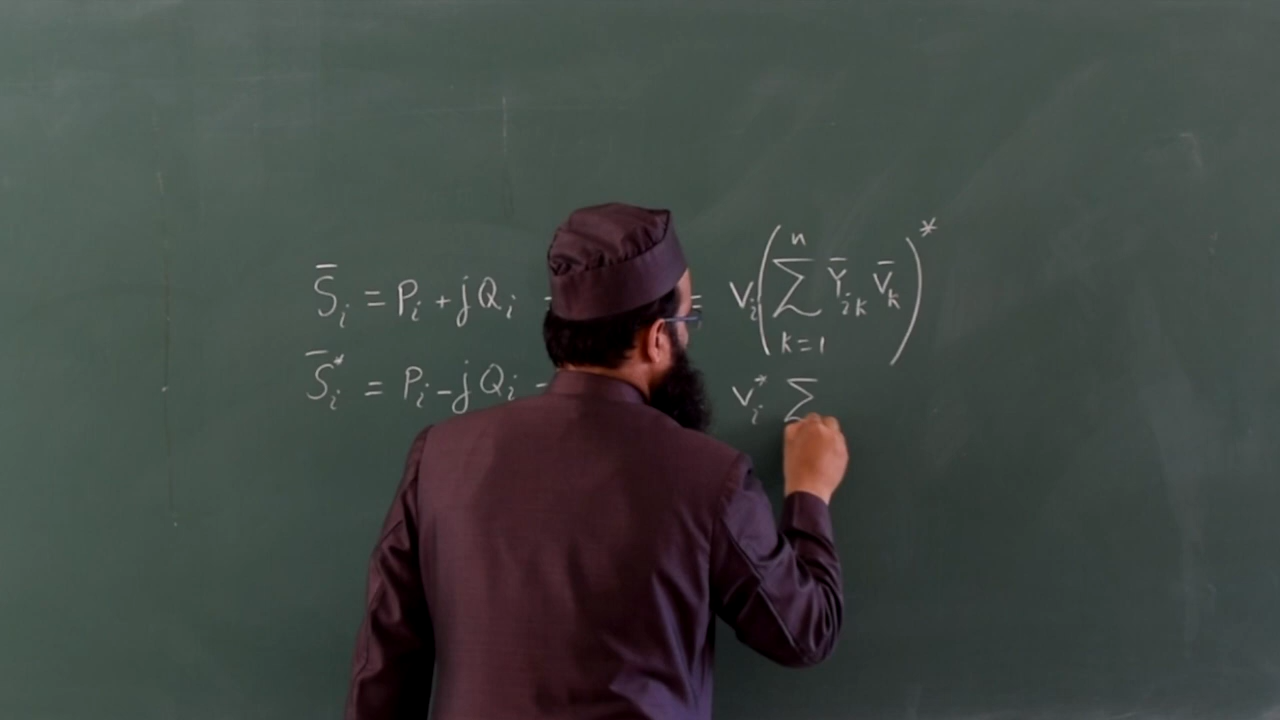 S̄ᵢ = Pᵢ + jQᵢ = Vᵢ(∑ₖ₌₁ⁿ Ȳᵢₖ V̄ₖ)*
S̄ᵢ* = Pᵢ - jQᵢ Vᵢ* ∑